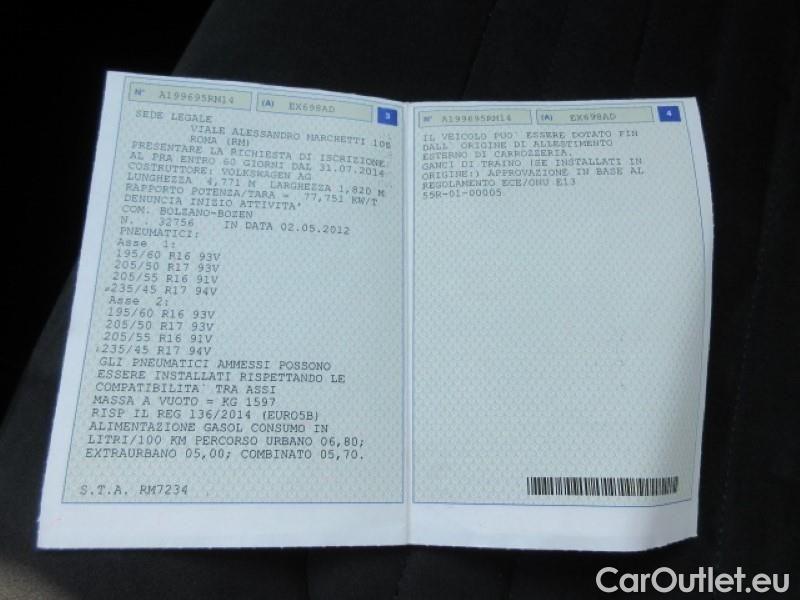 N° A199695RM14 (A) EX698AD 3
SEDE LEGALE
VIALE ALESSANDRO MARCHETTI 105
ROMA (RM)
PRESENTARE LA RICHIESTA DI ISCRIZIONE
AL PRA ENTRO 60 GIORNI DAL 31.07.2014
COSTRUTTORE: VOLKSWAGEN AG
LUNGHEZZA 4,771 M LARGHEZZA 1,820 M
RAPPORTO POTENZA/TARA = 77,751 KW/T
DENUNCIA INIZIO ATTIVITA'
COM. BOLZANO-BOZEN
N. . 32756 IN DATA 02.05.2012
PNEUMATICI:
Asse 1:
195/60 R16 93V
205/50 R17 93V
205/55 R16 91V
235/45 R17 94V
Asse 2:
195/60 R16 93V
205/50 R17 93V
205/55 R16 91V
235/45 R17 94V
GLI PNEUMATICI AMMESSI POSSONO
ESSERE INSTALLATI RISPETTANDO LE
COMPATIBILITA' TRA ASSI
MASSA A VUOTO = KG 1597
RISP IL REG 136/2014 (EURO5B)
ALIMENTAZIONE GASOL CONSUMO IN
LITRI/100 KM PERCORSO URBANO 06,80;
EXTRAURBANO 05,00; COMBINATO 05,70.
S.T.A. RM7234
N° A199695RM14 (A) EX698AD 4
IL VEICOLO PUO' ESSERE DOTATO FIN
DALL' ORIGINE DI ALLESTIMENTO
ESTERNO DI CARROZZERIA.
GANCI DI TRAINO (SE INSTALLATI IN
ORIGINE:) APPROVAZIONE IN BASE AL
REGOLAMENTO ECE/ONU E13
55R-01-00005
CarOutlet.eu